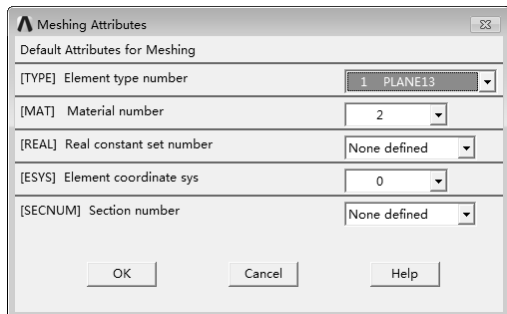 Meshing Attributes
Default Attributes for Meshing
[TYPE] Element type number 1 PLANE13
[MAT] Material number 2
[REAL] Real constant set number None defined
[ESYS] Element coordinate sys 0
[SECNUM] Section number None defined
OK Cancel Help